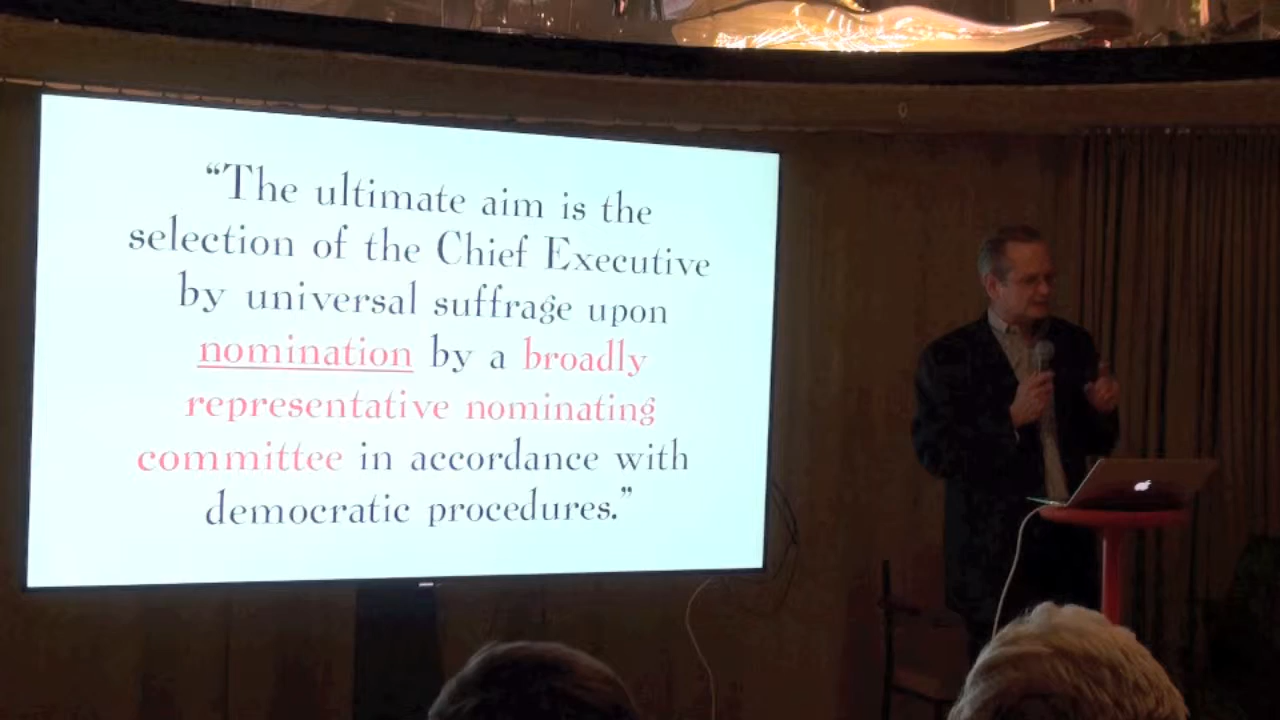 “The ultimate aim is the
selection of the Chief Executive
by universal suffrage upon
nomination by a broadly
representative nominating
committee in accordance with
democratic procedures.”